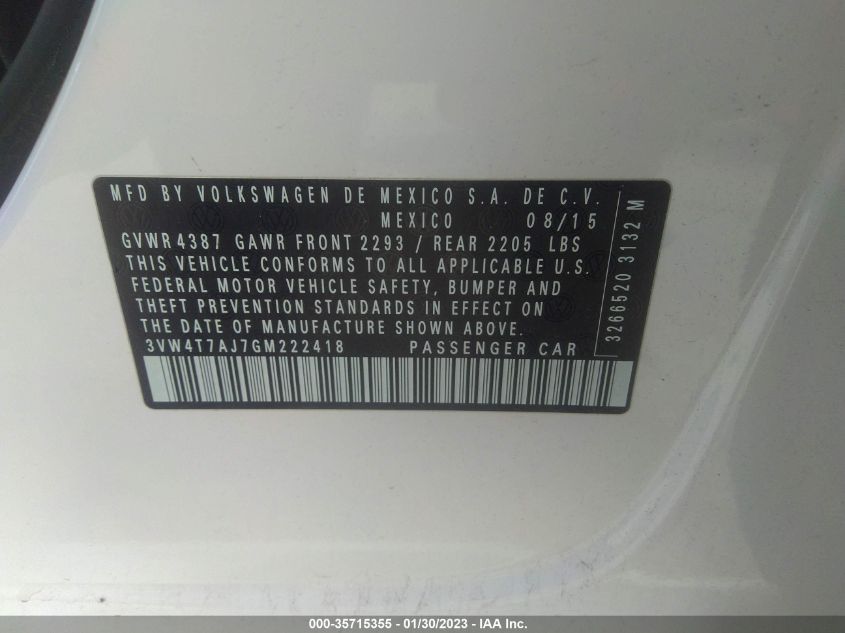 MFD BY VOLKSWAGEN DE MEXICO S.A. DE C.V.
MEXICO 08/15
GVWR 4387 GAWR FRONT 2293 / REAR 2205 LBS
THIS VEHICLE CONFORMS TO ALL APPLICABLE U.S.
FEDERAL MOTOR VEHICLE SAFETY, BUMPER AND
THEFT PREVENTION STANDARDS IN EFFECT ON
THE DATE OF MANUFACTURE SHOWN ABOVE.
3VW4T7AJ7GM222418 PASSENGER CAR
3266520 3132 M
000-35715355 - 01/30/2023 - IAA Inc.